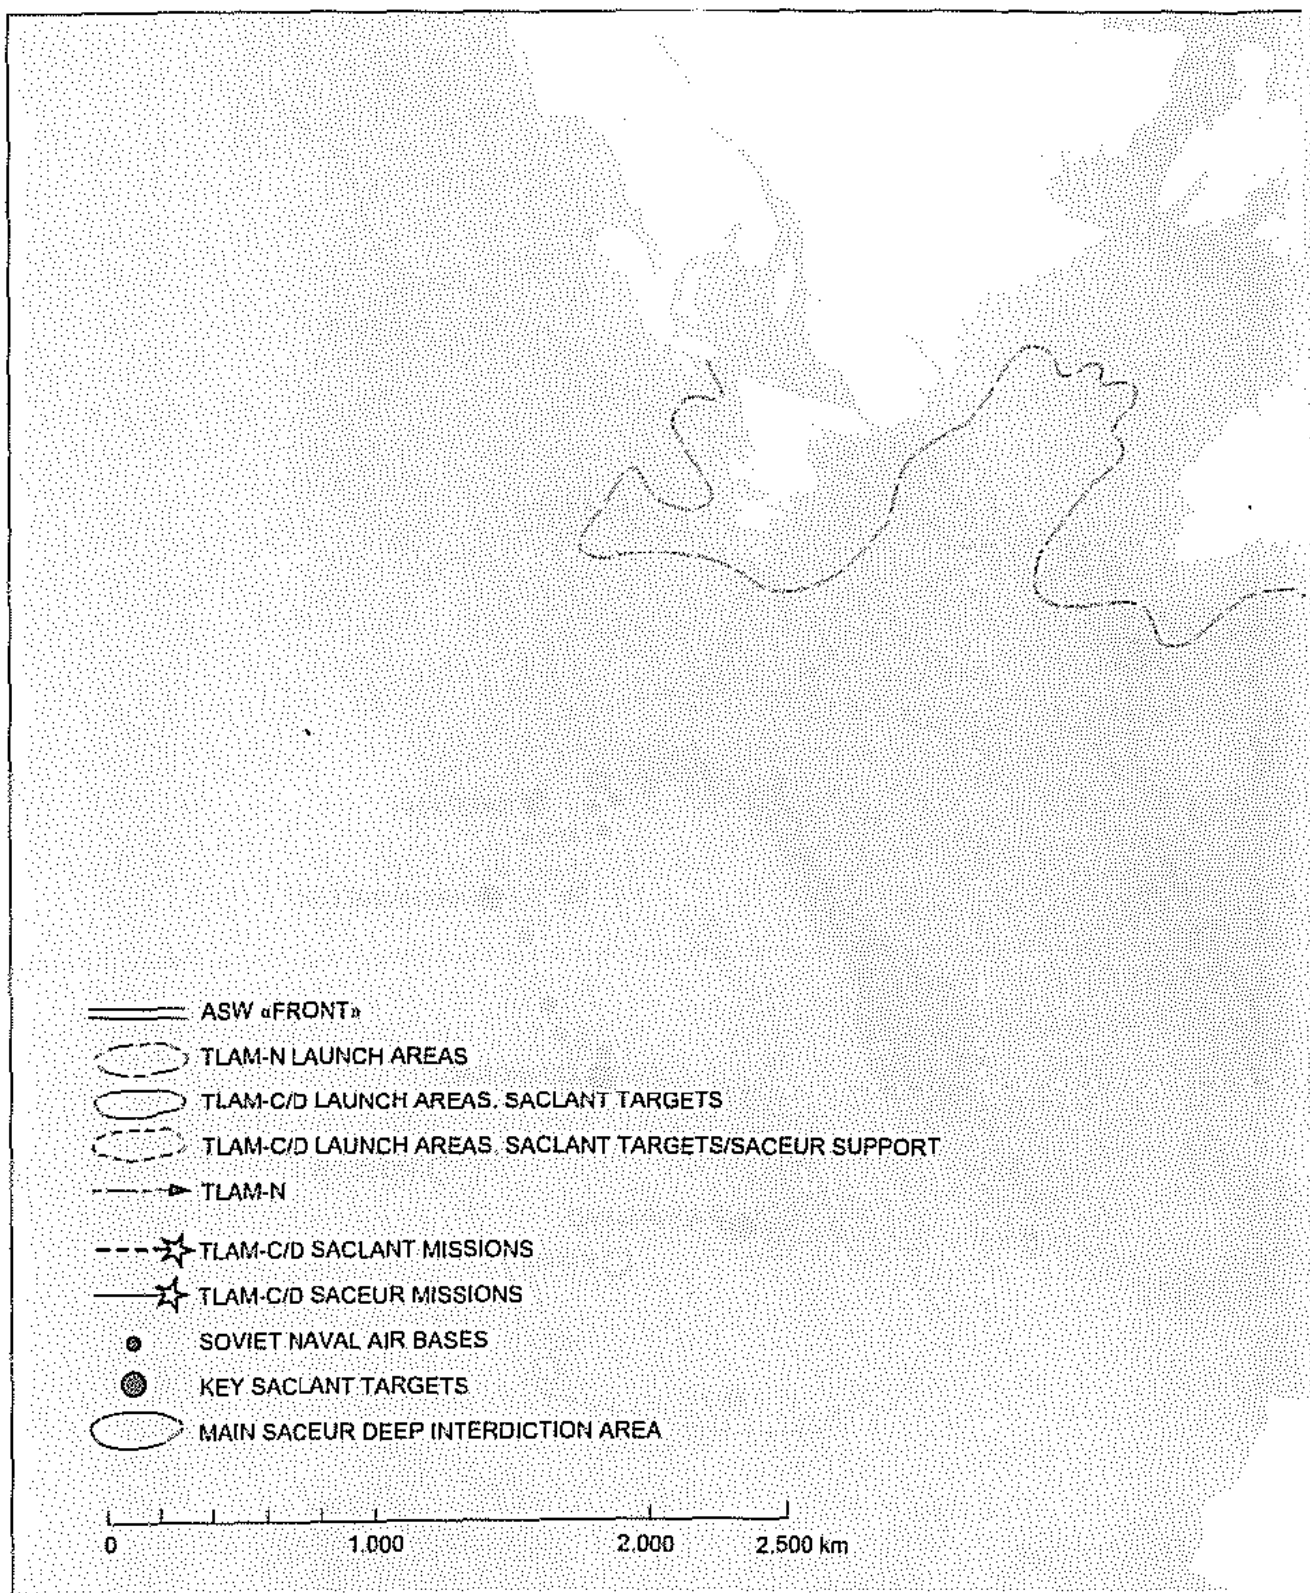 ASW «FRONT»
TLAM-N LAUNCH AREAS
TLAM-C/D LAUNCH AREAS. SACLANT TARGETS
TLAM-C/D LAUNCH AREAS. SACLANT TARGETS/SACEUR SUPPORT
TLAM-N
TLAM-C/D SACLANT MISSIONS
TLAM-C/D SACEUR MISSIONS
SOVIET NAVAL AIR BASES
KEY SACLANT TARGETS
MAIN SACEUR DEEP INTERDICTION AREA
0 1.000 2.000 2.500 km